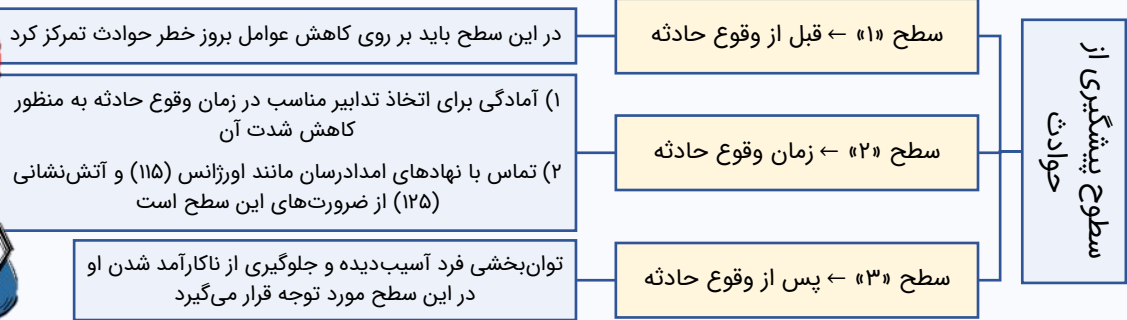 سطوح پیشگیری از
حوادث
سطح «۱» ← قبل از وقوع حادثه
در این سطح باید بر روی کاهش عوامل بروز خطر حوادث تمرکز کرد
سطح «۲» ← زمان وقوع حادثه
۱) آمادگی برای اتخاذ تدابیر مناسب در زمان وقوع حادثه به منظور
کاهش شدت آن
۲) تماس با نهادهای امدادرسان مانند اورژانس (۱۱۵) و آتش‌نشانی
(۱۲۵) از ضرورت‌های این سطح است
سطح «۳» ← پس از وقوع حادثه
توان‌بخشی فرد آسیب‌دیده و جلوگیری از ناکارآمد شدن او
در این سطح مورد توجه قرار می‌گیرد